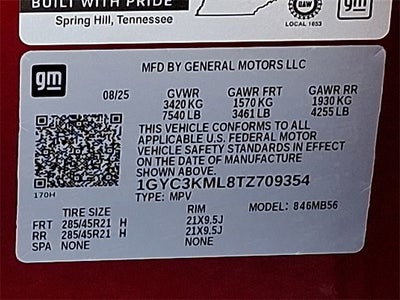 BUILT WITH PRIDE
Spring Hill, Tennessee
UAW
LOCAL 1853
gm
gm
MFD BY GENERAL MOTORS LLC
08/25 GVWR GAWR FRT GAWR RR
3420 KG 1570 KG 1930 KG
7540 LB 3461 LB 4255 LB
THIS VEHICLE CONFORMS TO ALL
APPLICABLE U.S. FEDERAL MOTOR
VEHICLE SAFETY STANDARDS IN EFFECT
ON THE DATE OF MANUFACTURE
SHOWN ABOVE.
1GYC3KML8TZ709354
TYPE: MPV
170H
TIRE SIZE RIM MODEL: 846MB56
FRT 285/45R21 H 21X9.5J
RR 285/45R21 H 21X9.5J
SPA NONE NONE